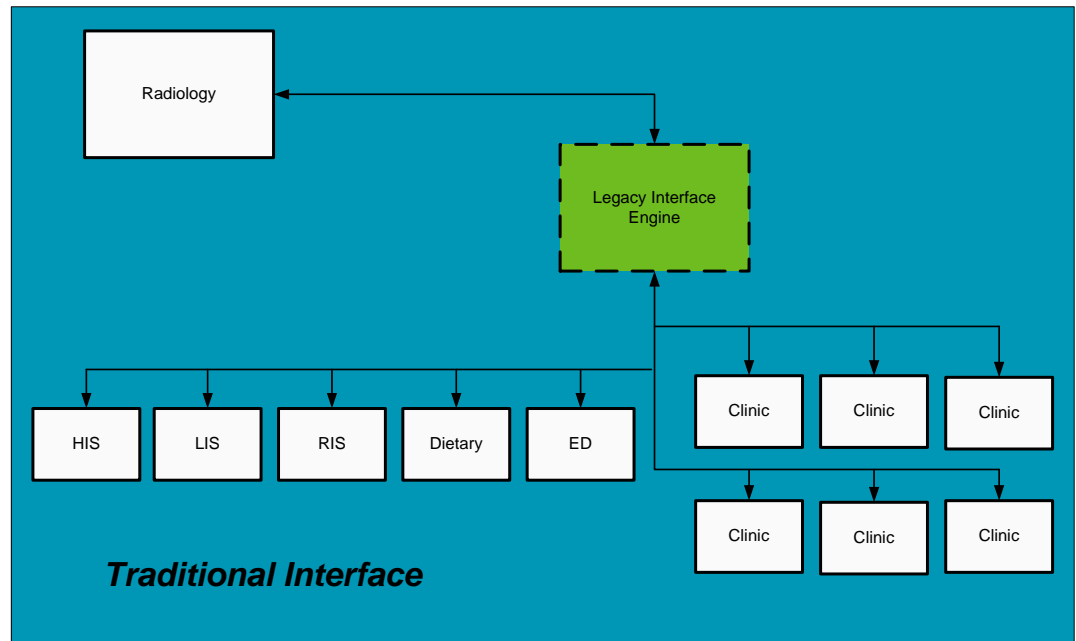 Radiology
Legacy Interface
Engine
HIS
LIS
RIS
Dietary
ED
Clinic
Clinic
Clinic
Clinic
Clinic
Clinic
Traditional Interface